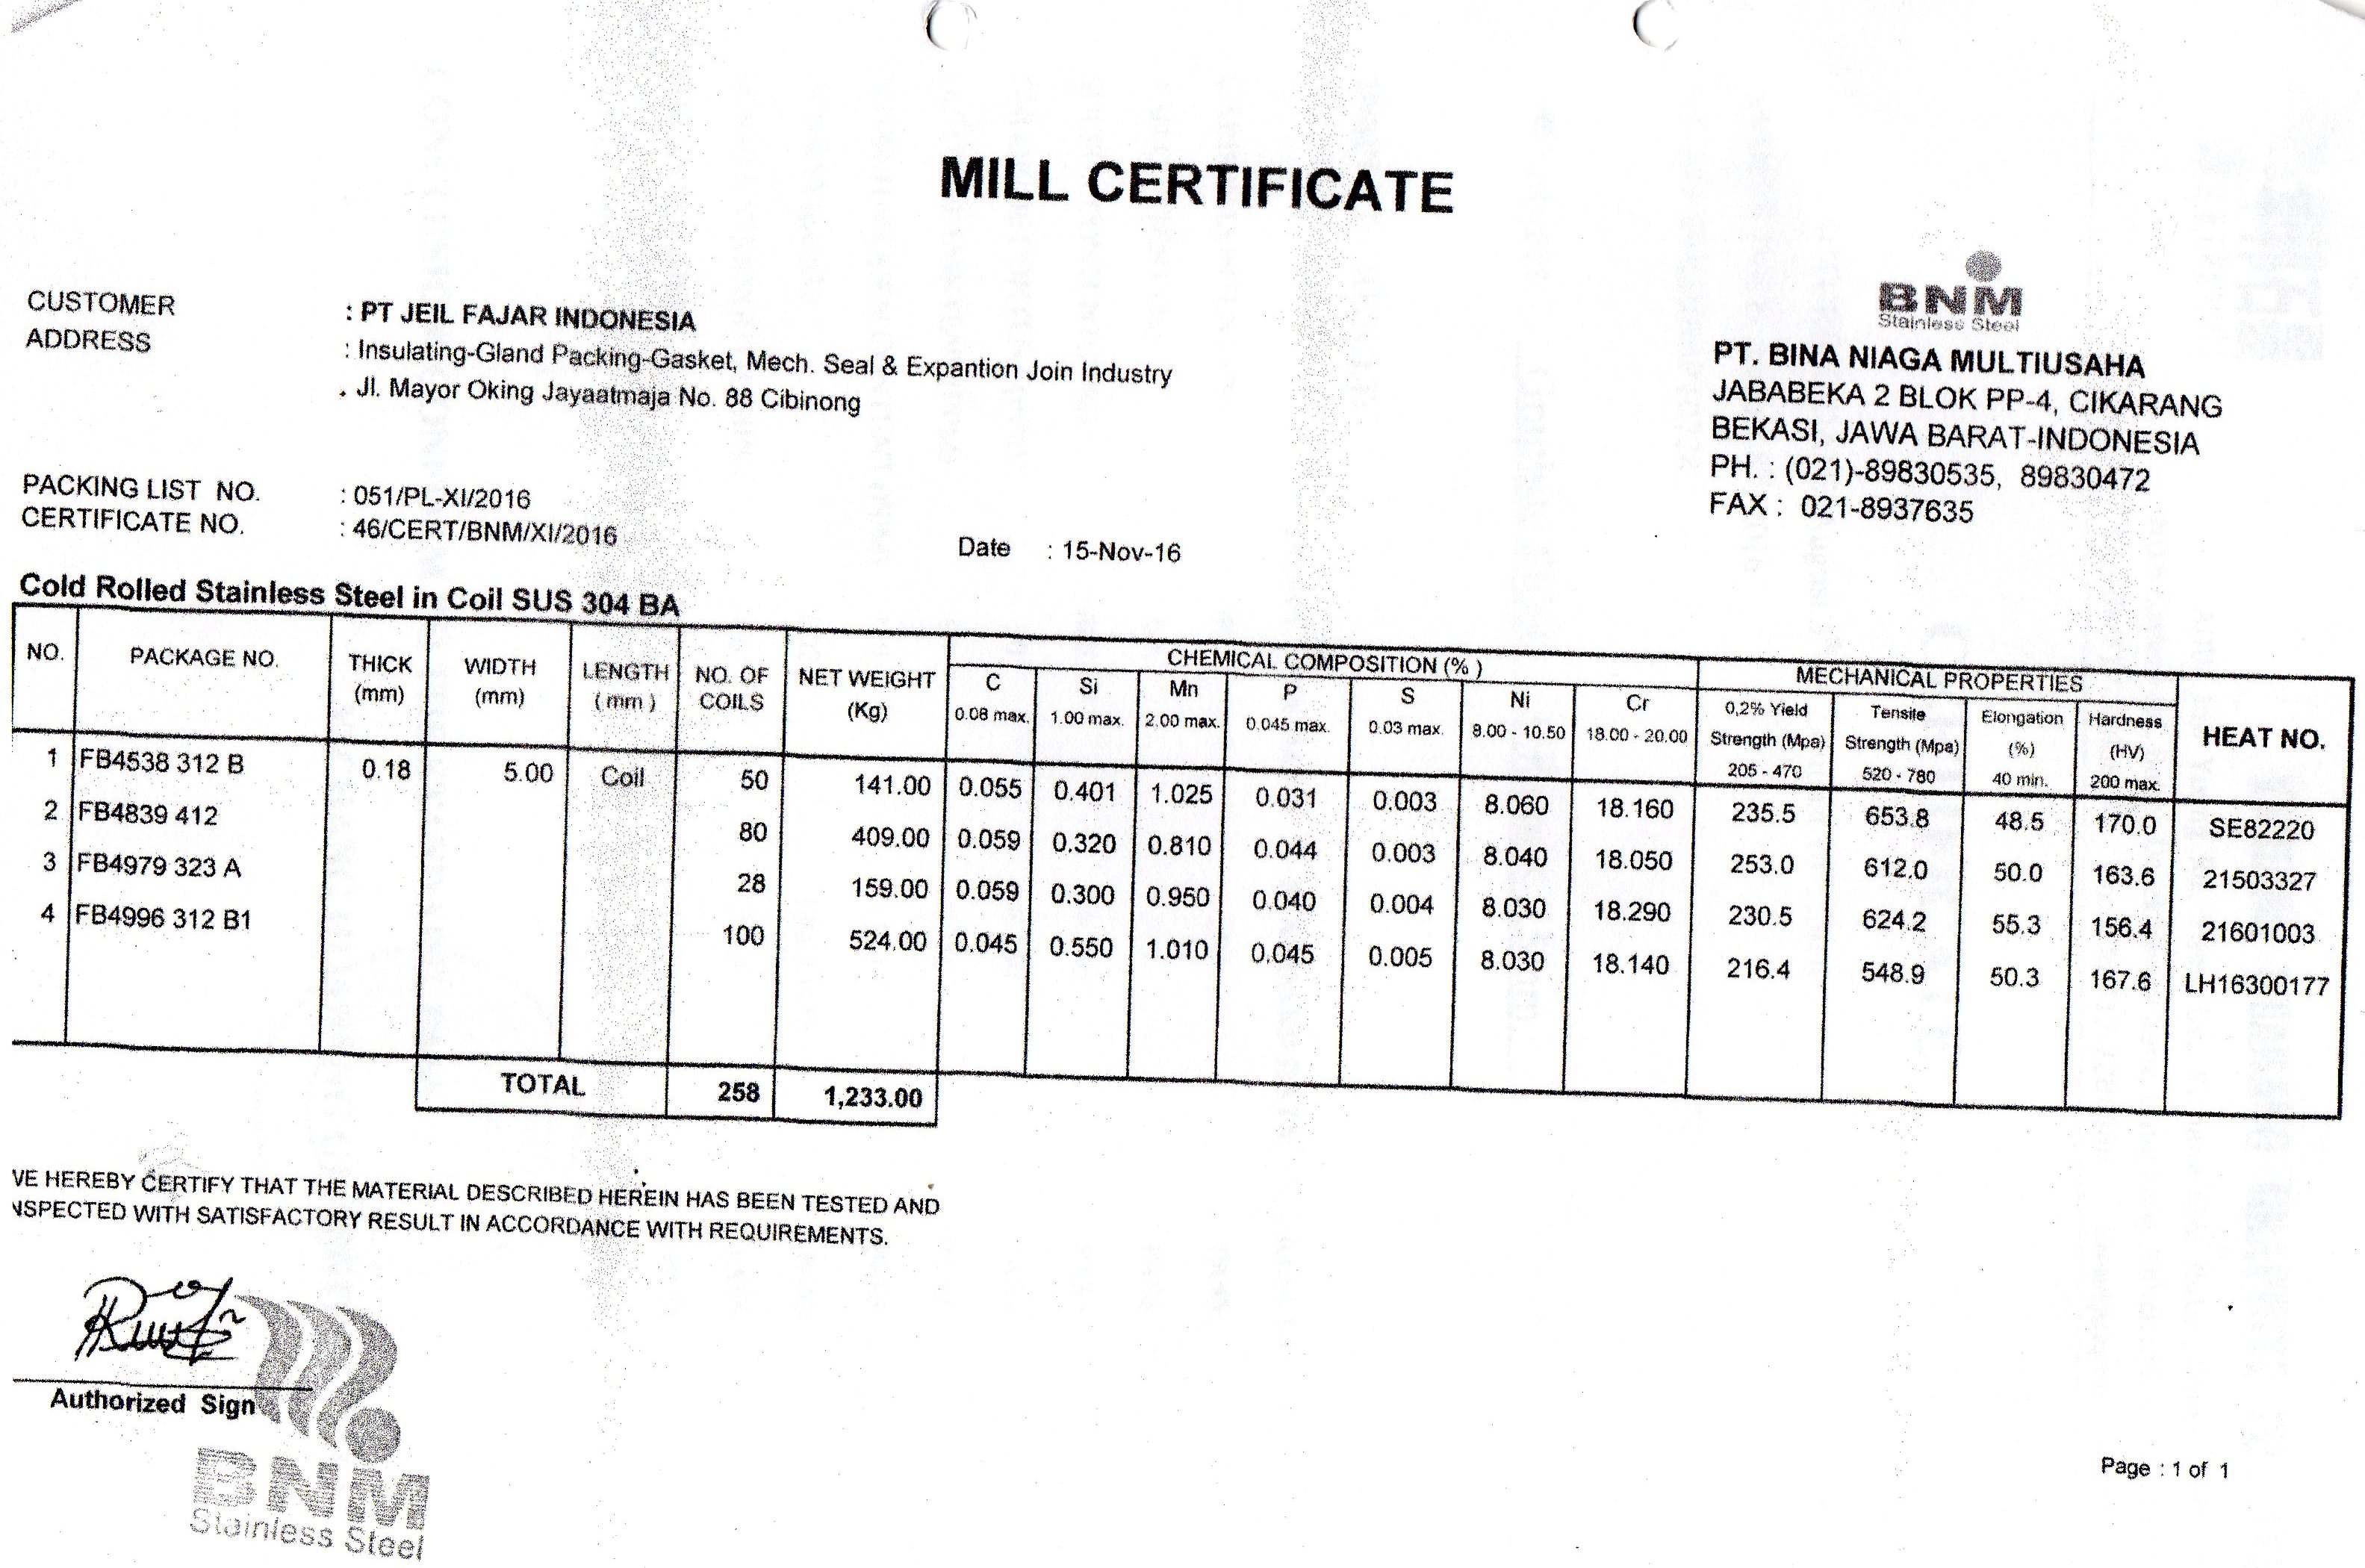 MILL CERTIFICATE
BNM
Stainless Steel
CUSTOMER : PT JEIL FAJAR INDONESIA
ADDRESS : Insulating-Gland Packing-Gasket, Mech. Seal & Expantion Join Industry
. Jl. Mayor Oking Jayaatmaja No. 88 Cibinong
PT. BINA NIAGA MULTIUSAHA
JABABEKA 2 BLOK PP-4, CIKARANG
BEKASI, JAWA BARAT-INDONESIA
PH. : (021)-89830535, 89830472
FAX : 021-8937635
PACKING LIST NO. : 051/PL-XI/2016
CERTIFICATE NO. : 46/CERT/BNM/XI/2016
Date : 15-Nov-16
Cold Rolled Stainless Steel in Coil SUS 304 BA
NO. PACKAGE NO. THICK (mm) WIDTH (mm) LENGTH (mm) NO. OF COILS NET WEIGHT (Kg) CHEMICAL COMPOSITION (%) MECHANICAL PROPERTIES HEAT NO.
C Si Mn P S Ni Cr 0,2% Yield Strength (Mpa) Tensite Strength (Mpa) Elongation (%) Hardness (HV)
0.08 max. 1.00 max. 2.00 max. 0.045 max. 0.03 max. 8.00 - 10.50 18.00 - 20.00 205 - 470 520 - 780 40 min. 200 max.
1 FB4538 312 B 0.18 5.00 Coil 50 141.00 0.055 0.401 1.025 0.031 0.003 8.060 18.160 235.5 653.8 48.5 170.0 SE82220
2 FB4839 412 80 409.00 0.059 0.320 0.810 0.044 0.003 8.040 18.050 253.0 612.0 50.0 163.6 21503327
3 FB4979 323 A 28 159.00 0.059 0.300 0.950 0.040 0.004 8.030 18.290 230.5 624.2 55.3 156.4 21601003
4 FB4996 312 B1 100 524.00 0.045 0.550 1.010 0.045 0.005 8.030 18.140 216.4 548.9 50.3 167.6 LH16300177
TOTAL 258 1,233.00
VE HEREBY CERTIFY THAT THE MATERIAL DESCRIBED HEREIN HAS BEEN TESTED AND
NSPECTED WITH SATISFACTORY RESULT IN ACCORDANCE WITH REQUIREMENTS.
Authorized Sign
BNM
Stainless Steel
Page : 1 of 1